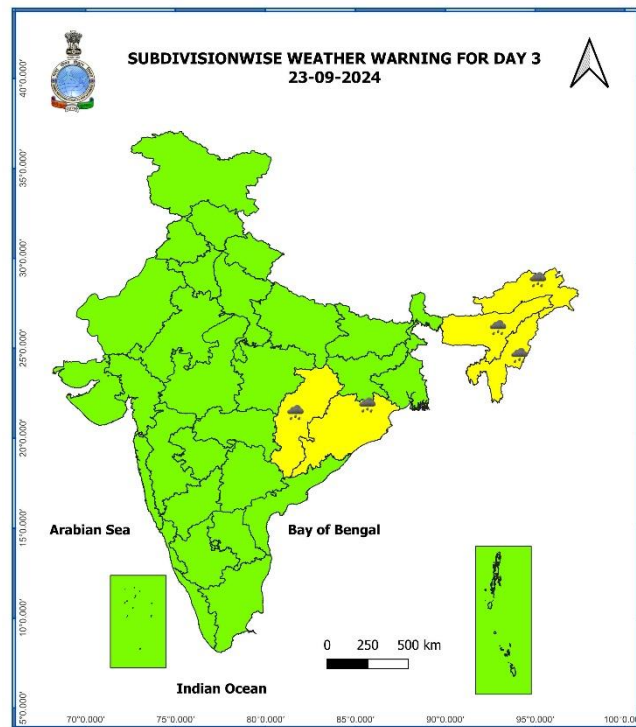 SUBDIVISIONWISE WEATHER WARNING FOR DAY 3
23-09-2024
40°0.000'
35°0.000'
30°0.000'
25°0.000'
20°0.000'
15°0.000'
10°0.000'
5°0.000'
Arabian Sea
Bay of Bengal
0 250 500 km
Indian Ocean
70°0.000' 75°0.000' 80°0.000' 85°0.000' 90°0.000' 95°0.000' 100°0.0